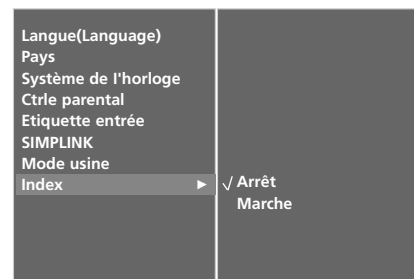 Langue(Language)
Pays
Système de l'horloge
Ctrle parental
Etiquette entrée
SIMPLINK
Mode usine
Index ► √ Arrêt
Marche